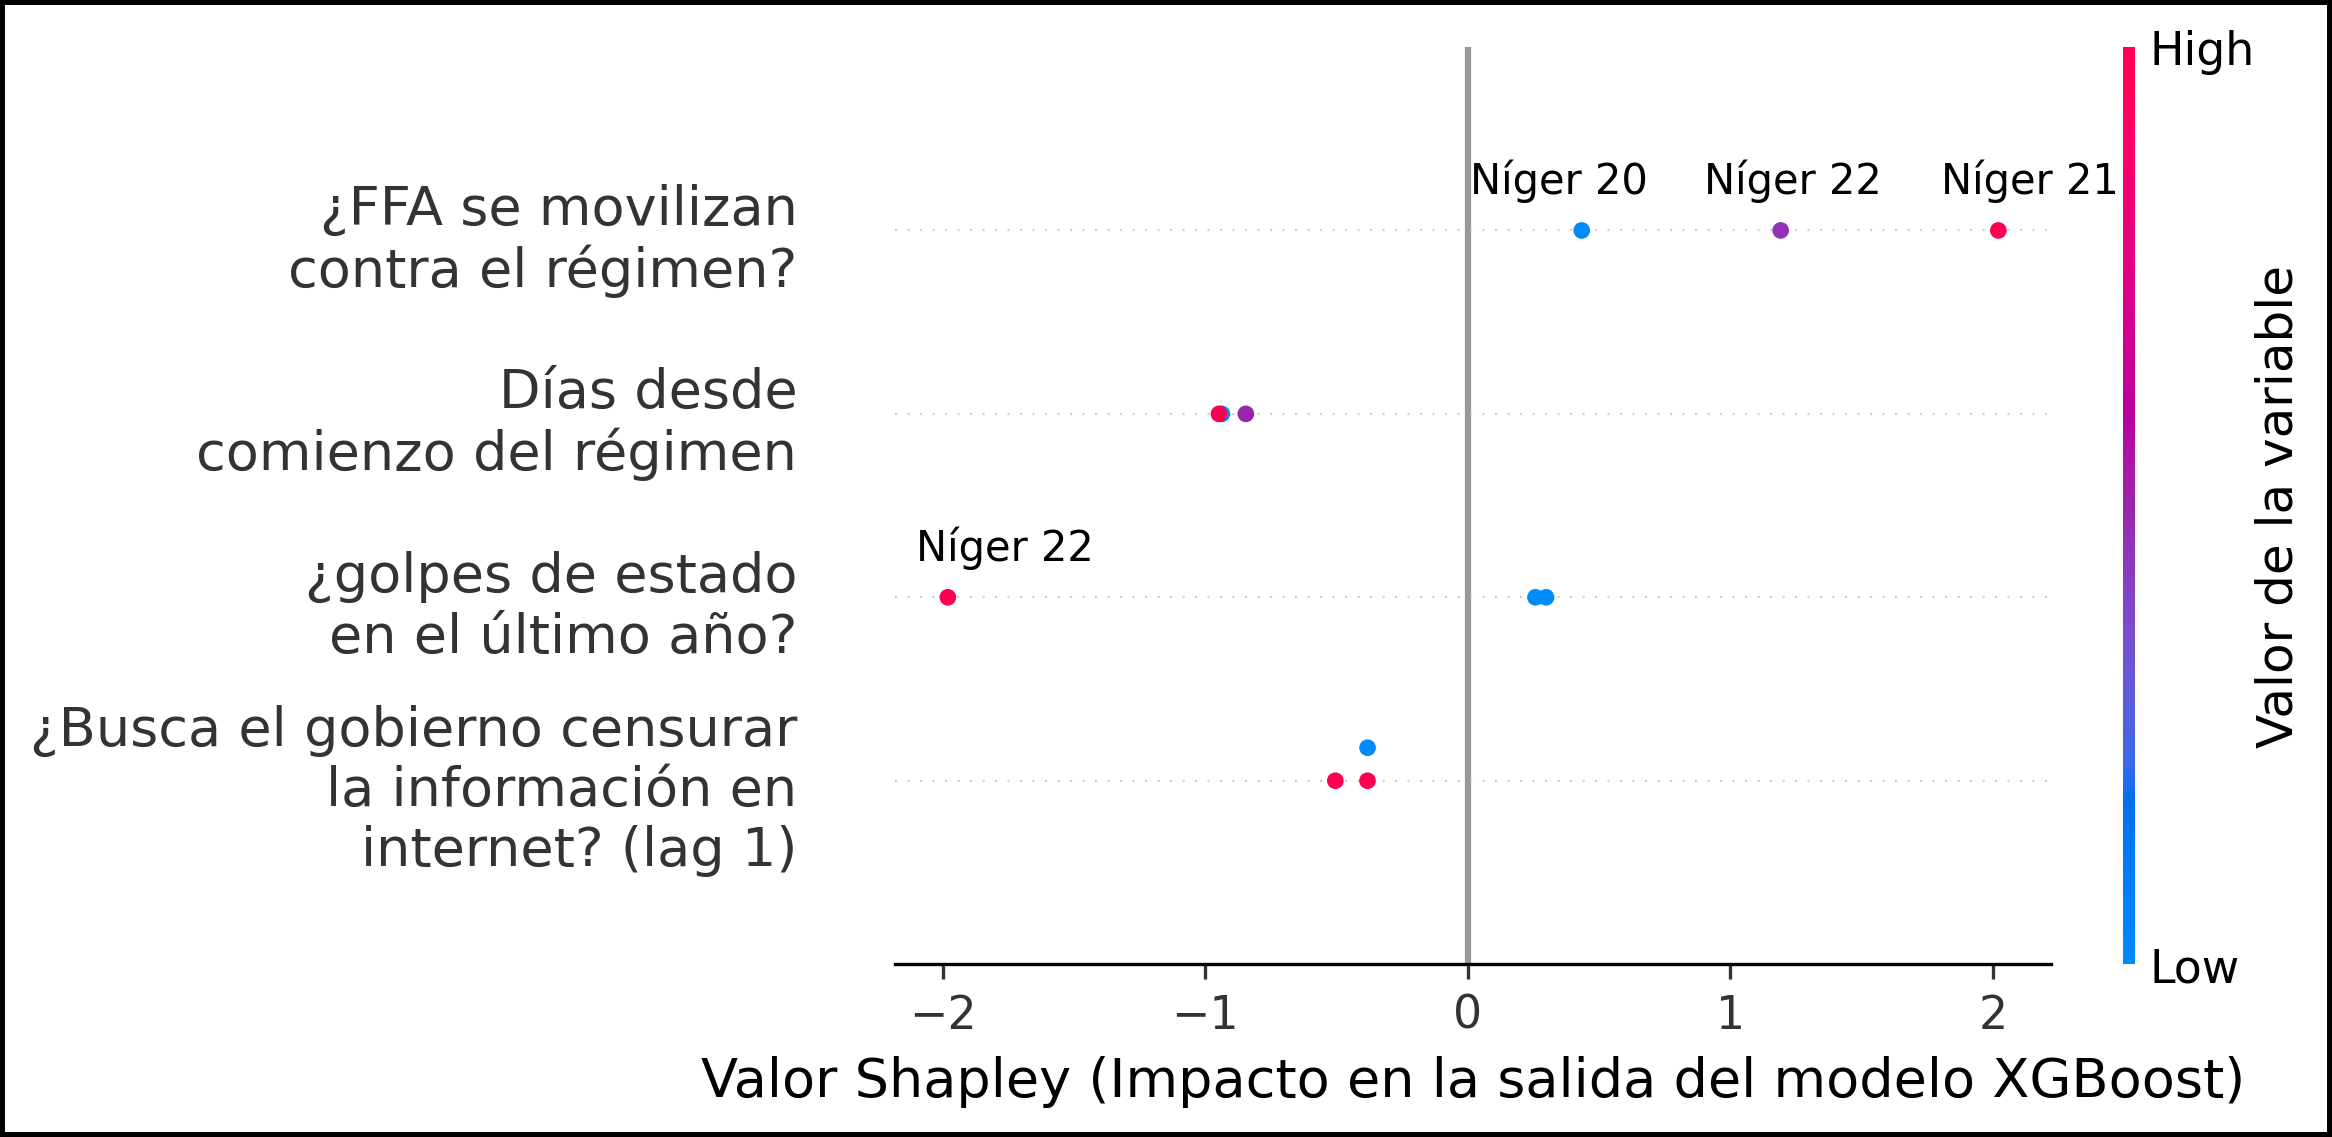 High
Níger 20 Níger 22 Níger 21
¿FFA se movilizan
contra el régimen?
Días desde
comienzo del régimen
Níger 22
¿golpes de estado
en el último año?
¿Busca el gobierno censurar
la información en
internet? (lag 1)
Valor de la variable
Low
−2 −1 0 1 2
Valor Shapley (Impacto en la salida del modelo XGBoost)